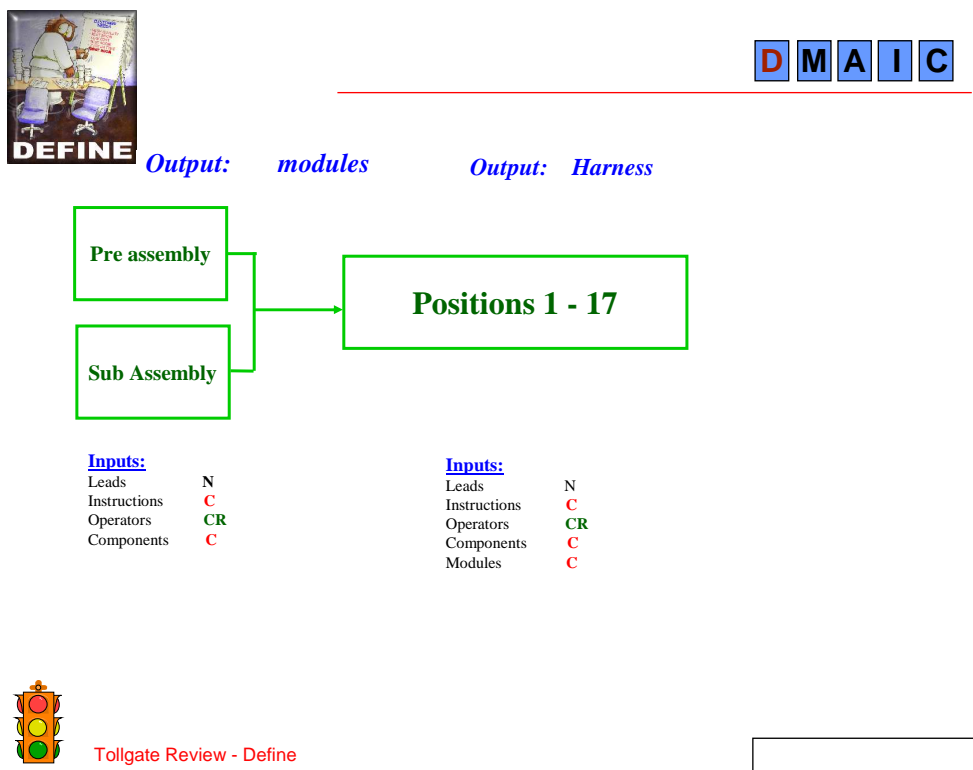 D M A I C
DEFINE
Output: modules
Output: Harness
Pre assembly
Positions 1 - 17
Sub Assembly
Inputs:
Leads N
Instructions C
Operators CR
Components C
Inputs:
Leads N
Instructions C
Operators CR
Components C
Modules C
Tollgate Review - Define